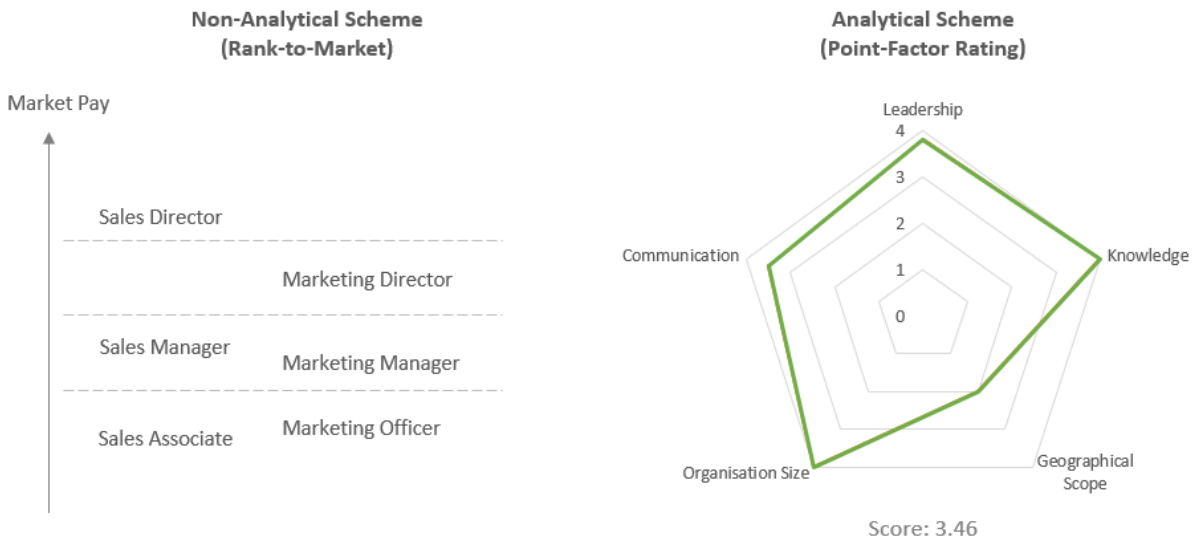 Non-Analytical Scheme
(Rank-to-Market)
Market Pay
Sales Director
Marketing Director
Sales Manager
Marketing Manager
Sales Associate
Marketing Officer
Analytical Scheme
(Point-Factor Rating)
Leadership
4
3
2
1
0
Communication
Knowledge
Organisation Size
Geographical
Scope
Score: 3.46